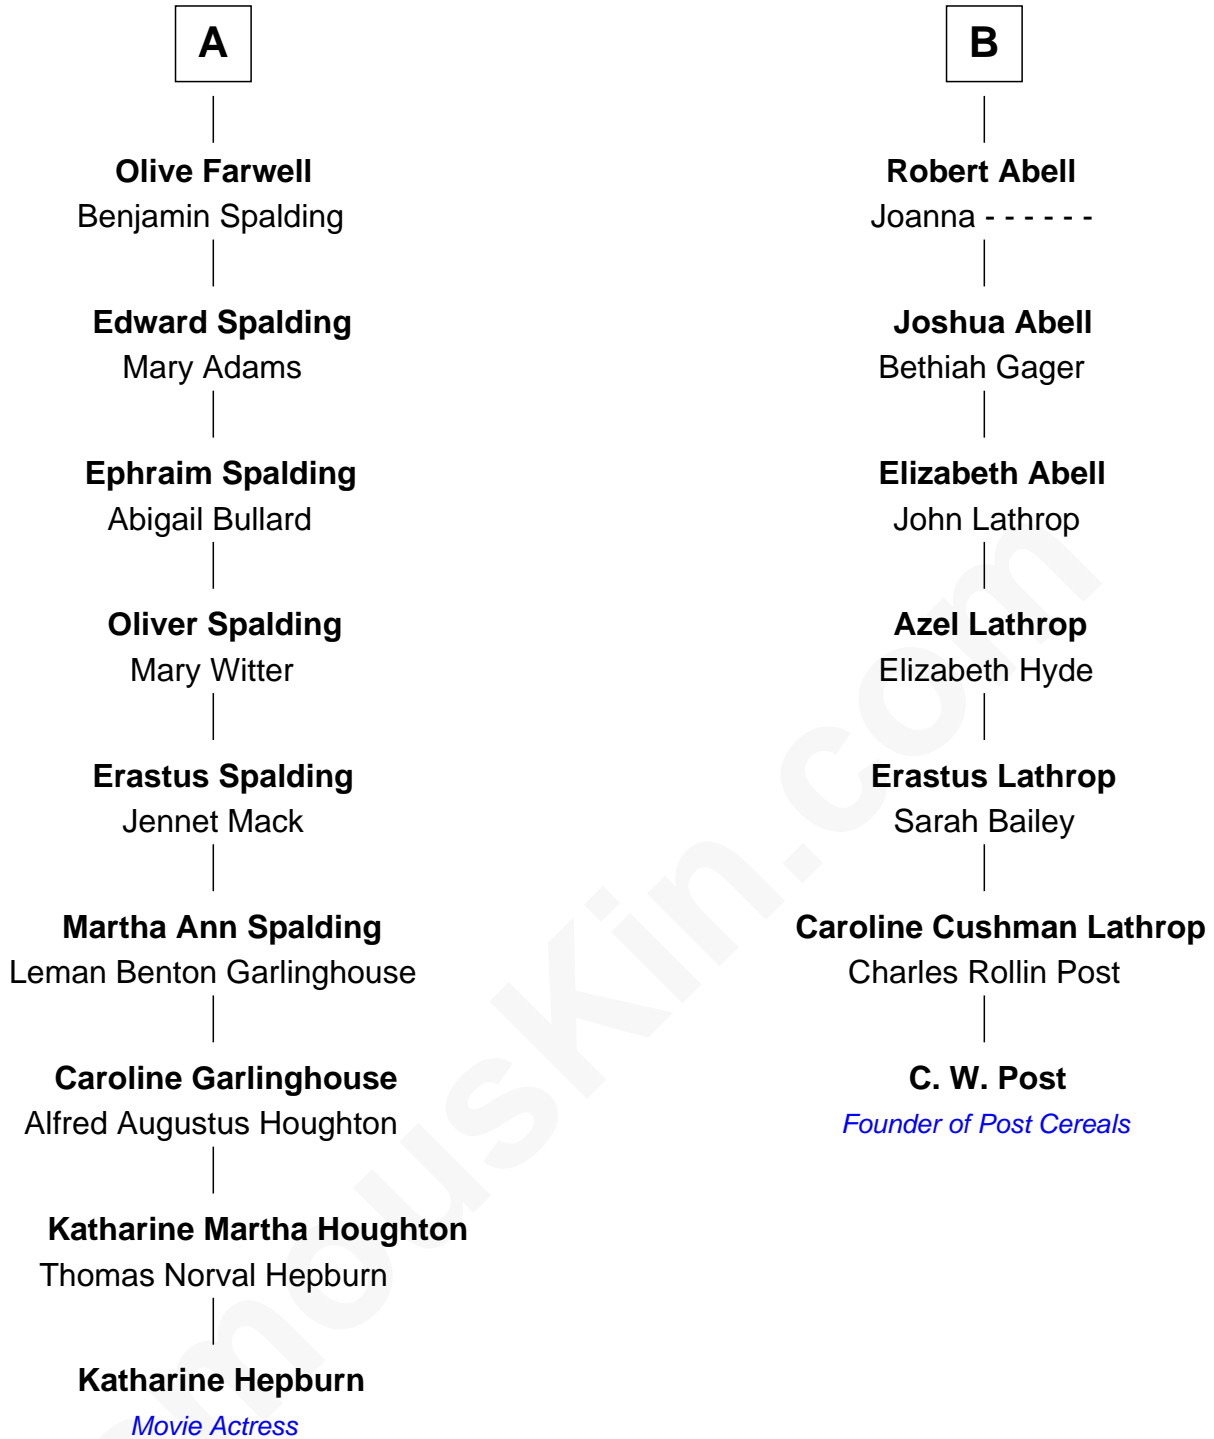 A
Olive Farwell
Benjamin Spalding
Edward Spalding
Mary Adams
Ephraim Spalding
Abigail Bullard
Oliver Spalding
Mary Witter
Erastus Spalding
Jennet Mack
Martha Ann Spalding
Leman Benton Garlinghouse
Caroline Garlinghouse
Alfred Augustus Houghton
Katharine Martha Houghton
Thomas Norval Hepburn
Katharine Hepburn
Movie Actress
B
Robert Abell
Joanna - - - - - -
Joshua Abell
Bethiah Gager
Elizabeth Abell
John Lathrop
Azel Lathrop
Elizabeth Hyde
Erastus Lathrop
Sarah Bailey
Caroline Cushman Lathrop
Charles Rollin Post
C. W. Post
Founder of Post Cereals
mousKin.com